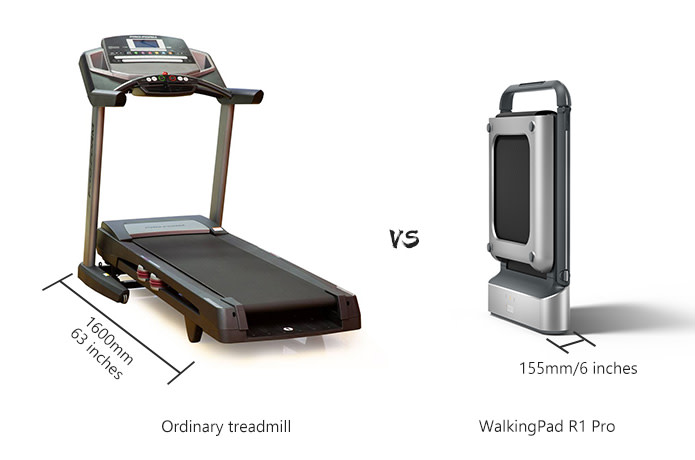 VS
1600mm
63 inches
155mm/6 inches
Ordinary treadmill
WalkingPad R1 Pro